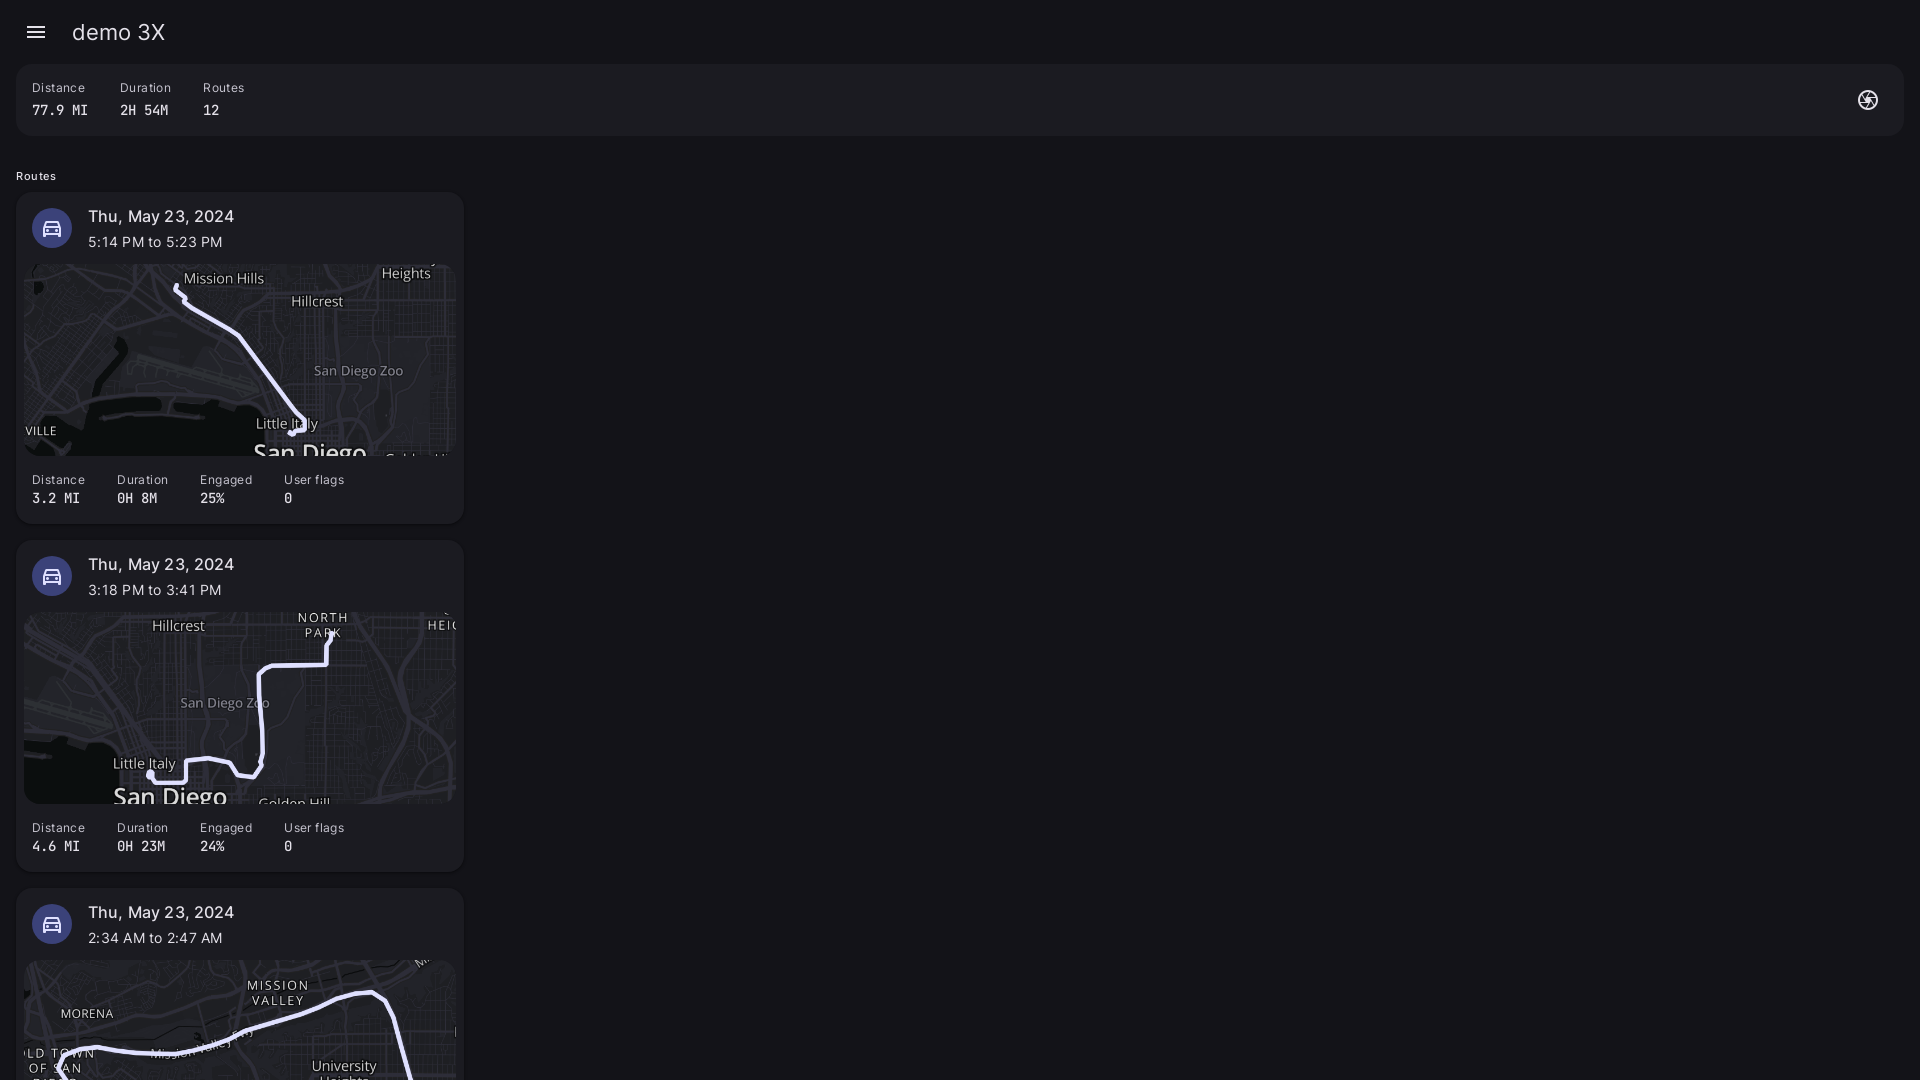 demo 3X
Distance Duration Routes
77.9 MI 2H 54M 12
Routes
Thu, May 23, 2024
5:14 PM to 5:23 PM
Mission Hills
Heights
Hillcrest
San Diego Zoo
Little Italy
VILLE
San Diego
Distance Duration Engaged User flags
3.2 MI 0H 8M 25% 0
Thu, May 23, 2024
3:18 PM to 3:41 PM
Hillcrest
NORTH
PARK
San Diego Zoo
Little Italy
San Diego
Golden Hill
Distance Duration Engaged User flags
4.6 MI 0H 23M 24% 0
Thu, May 23, 2024
2:34 AM to 2:47 AM
MISSION
VALLEY
MORENA
Mission Valley
OLD TOWN
OF SAN
University
Heights